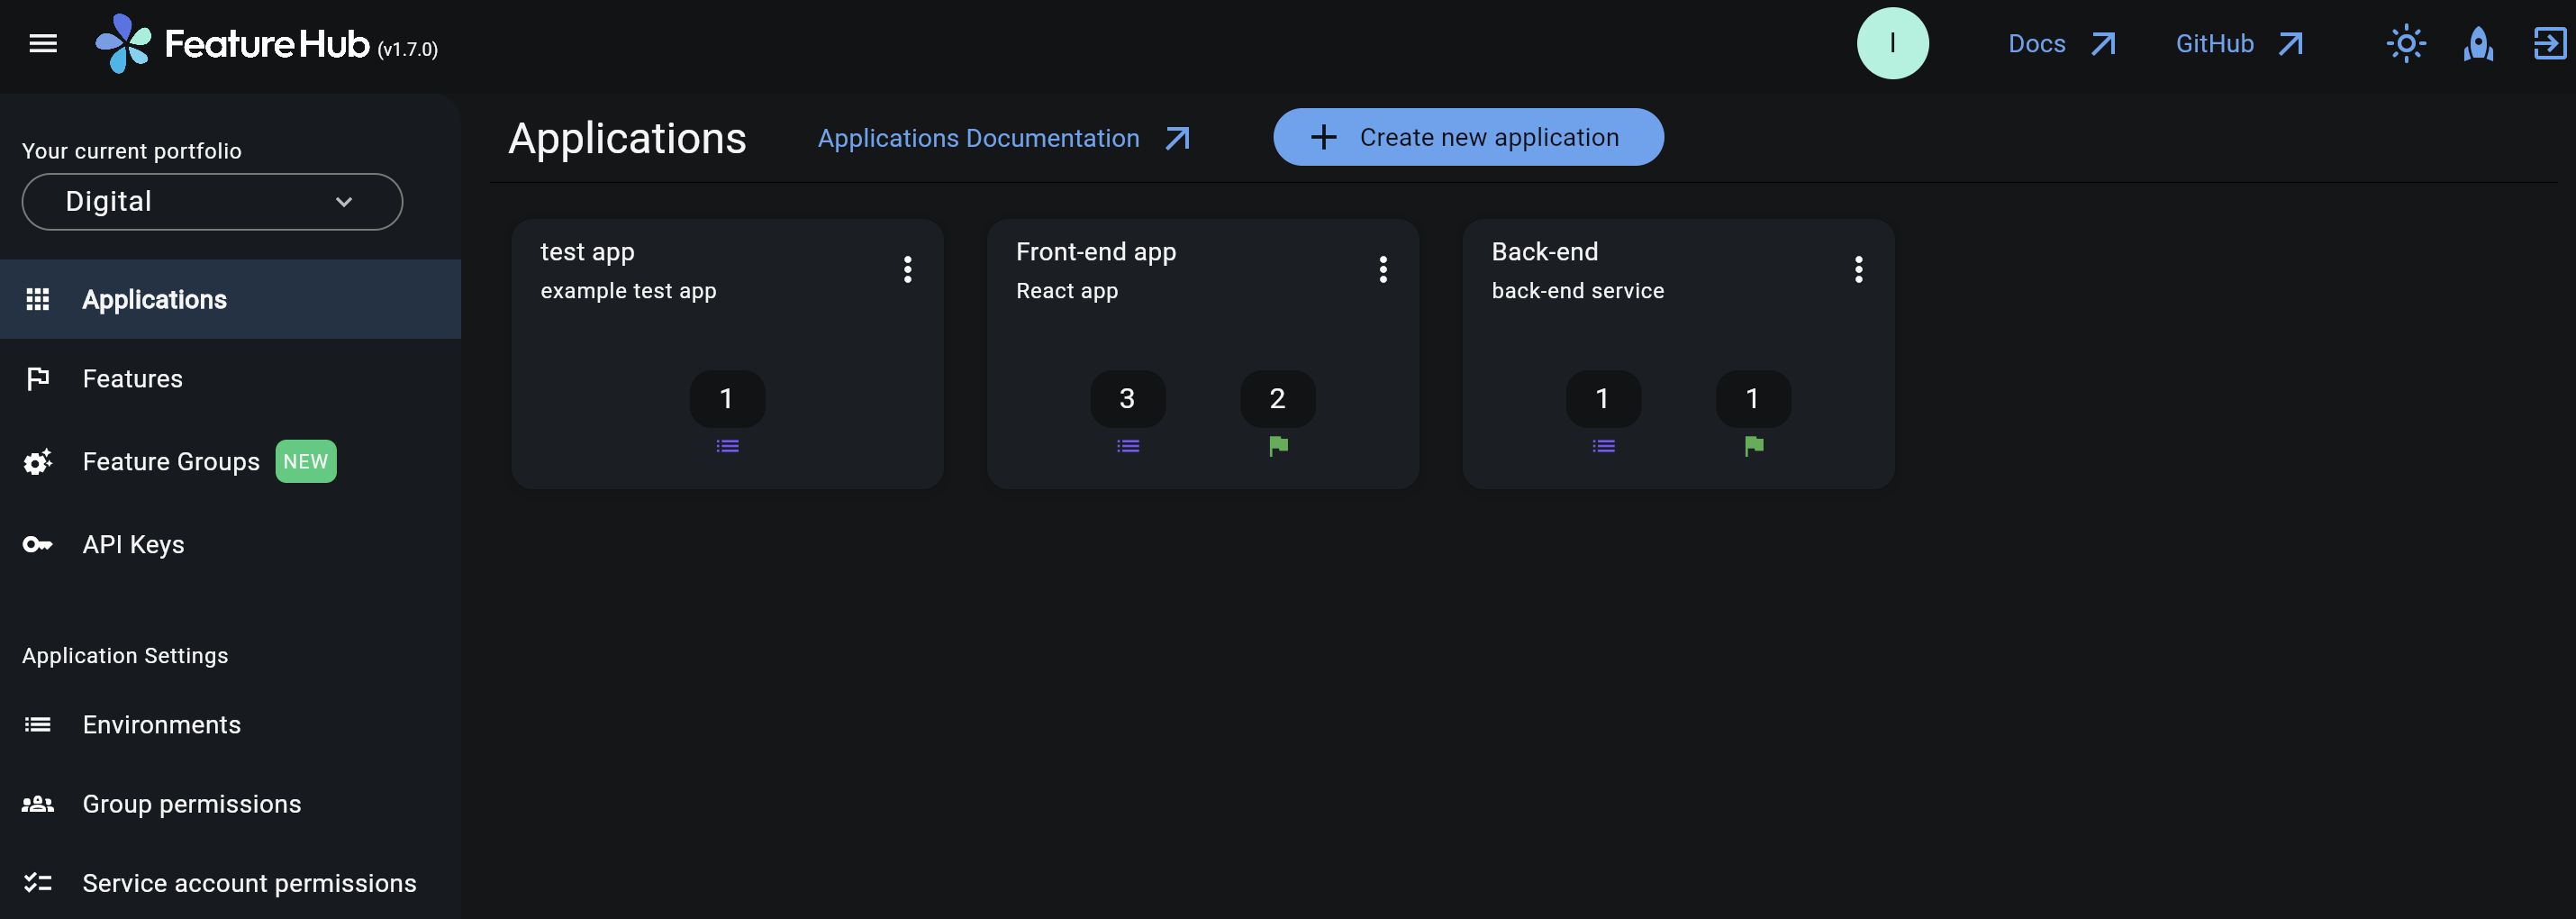 FeatureHub (v1.7.0)
I
Docs
GitHub
Your current portfolio
Digital
Applications
Features
Feature Groups NEW
API Keys
Application Settings
Environments
Group permissions
Service account permissions
Applications
Applications Documentation
Create new application
test app
example test app
1
Front-end app
React app
3 2
Back-end
back-end service
1 1